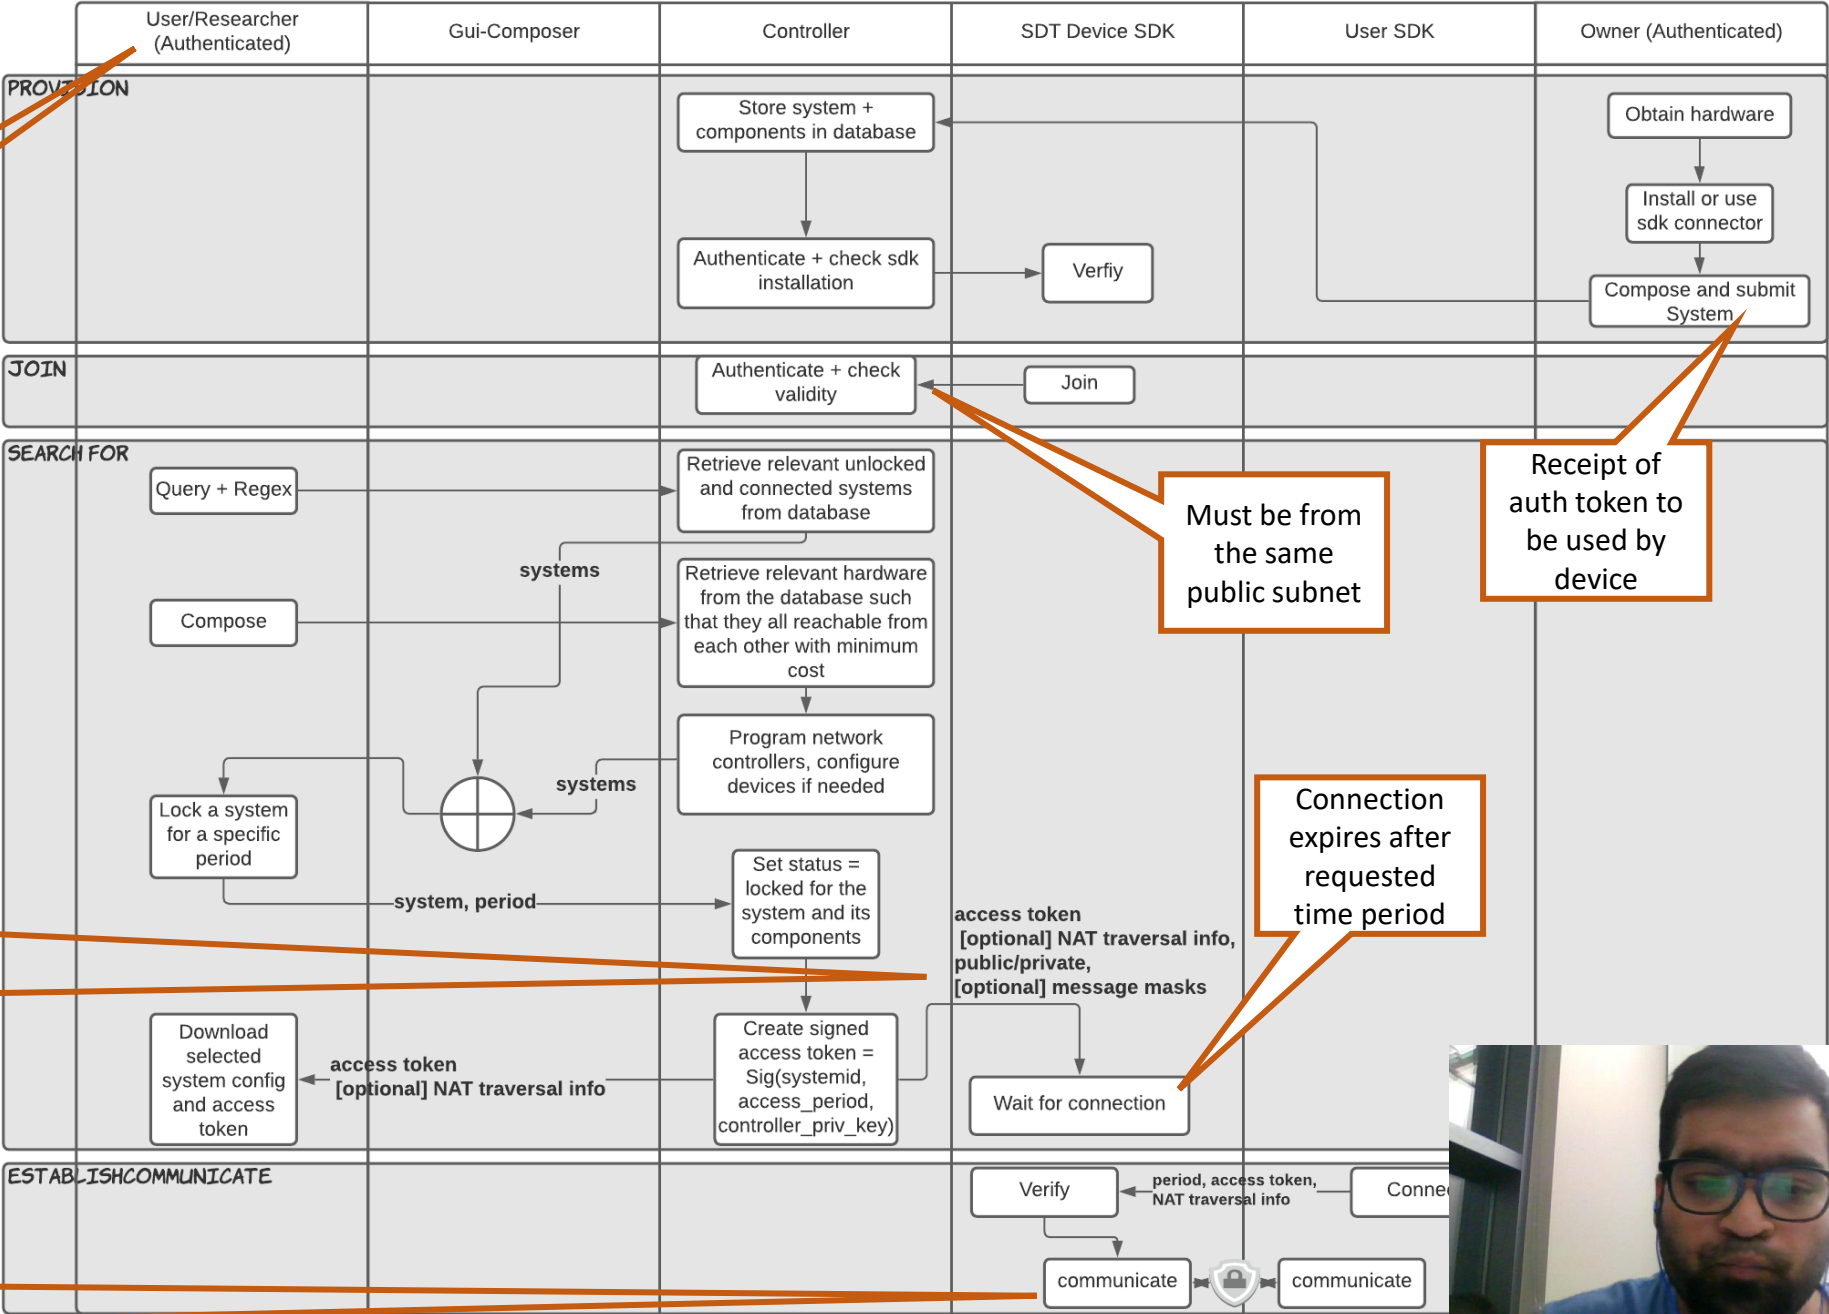 User/Researcher
(Authenticated)
Gui-Composer
Controller
SDT Device SDK
User SDK
Owner (Authenticated)
PROVISION
Store system +
components in database
Obtain hardware
Install or use
sdk connector
Authenticate + check sdk
installation
Verfiy
Compose and submit
System
JOIN
Authenticate + check
validity
Join
Must be from
the same
public subnet
Receipt of
auth token to
be used by
device
SEARCH FOR
Query + Regex
Retrieve relevant unlocked
and connected systems
from database
systems
Compose
Retrieve relevant hardware
from the database such
that they all reachable from
each other with minimum
cost
Program network
controllers, configure
devices if needed
systems
Lock a system
for a specific
period
system, period
Set status =
locked for the
system and its
components
Connection
expires after
requested
time period
access token
[optional] NAT traversal info,
public/private,
[optional] message masks
Download
selected
system config
and access
token
access token
[optional] NAT traversal info
Create signed
access token =
Sig(systemid,
access_period,
controller_priv_key)
Wait for connection
ESTABLISHCOMMUNICATE
Verify
period, access token,
NAT traversal info
communicate
communicate